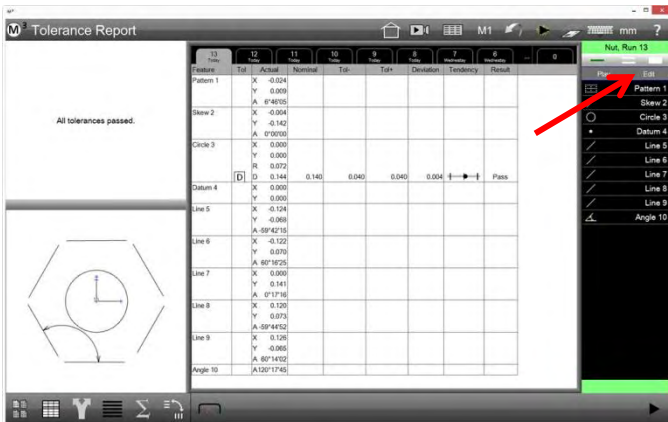 M³ Tolerance Report
M1
mm
?
13 Today 12 Today 11 Today 10 Today 9 Today 8 Today 7 Wednesday 6 Wednesday ... 0
Nut, Run 13
Edit
All tolerances passed.
Feature Tol Actual Nominal Tol- Tol+ Deviation Tendency Result
Pattern 1 X -0.024
Y 0.009
A 6°46'05
Skew 2 X -0.004
Y -0.142
A 0°00'00
Circle 3 X 0.000
Y 0.000
R 0.072
D D 0.144 0.140 0.040 0.040 0.004 Pass
Datum 4 X 0.000
Y 0.000
Line 5 X -0.124
Y -0.068
A -59°42'15
Line 6 X -0.122
Y 0.070
A 60°16'25
Line 7 X 0.000
Y 0.141
A 0°17'16
Line 8 X 0.120
Y 0.073
A -59°44'52
Line 9 X 0.126
Y -0.065
A 60°14'02
Angle 10 A 120°17'45
Pattern 1
Skew 2
Circle 3
Datum 4
Line 5
Line 6
Line 7
Line 8
Line 9
Angle 10